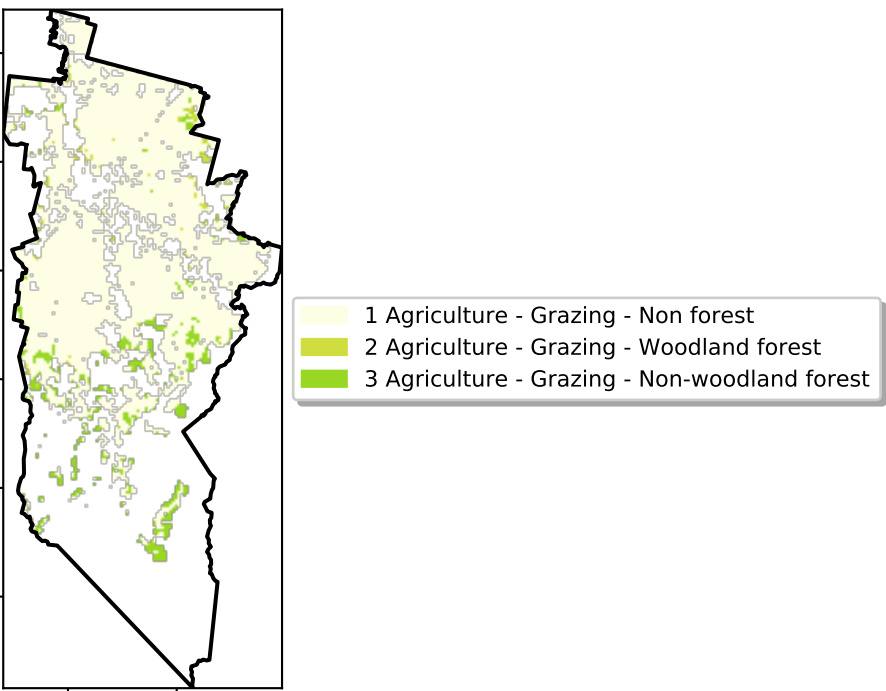 1 Agriculture - Grazing - Non forest
2 Agriculture - Grazing - Woodland forest
3 Agriculture - Grazing - Non-woodland forest